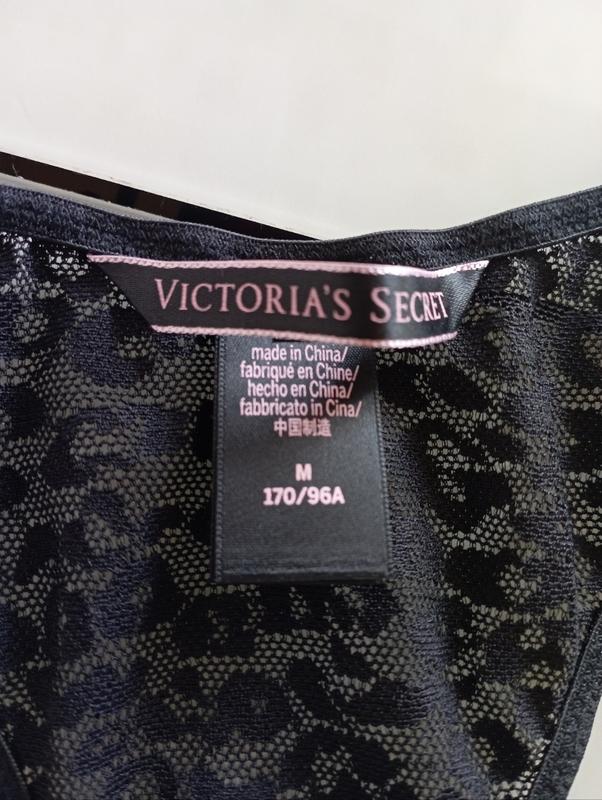 VICTORIA'S SECRET
made in China/
fabriqué en Chine/
hecho en China/
fabbricato in Cina/
中国制造
M
170/96A